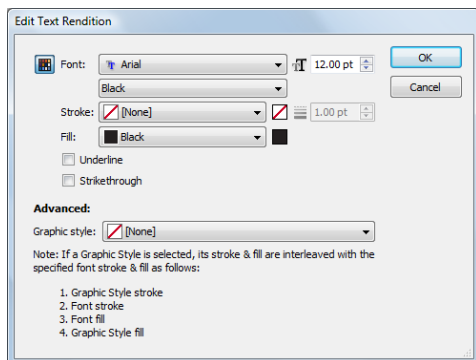 Edit Text Rendition
Font: Arial 12.00 pt OK
Black Cancel
Stroke: [None] 1.00 pt
Fill: Black
Underline
Strikethrough
Advanced:
Graphic style: [None]
Note: If a Graphic Style is selected, its stroke & fill are interleaved with the
specified font stroke & fill as follows:
1. Graphic Style stroke
2. Font stroke
3. Font fill
4. Graphic Style fill